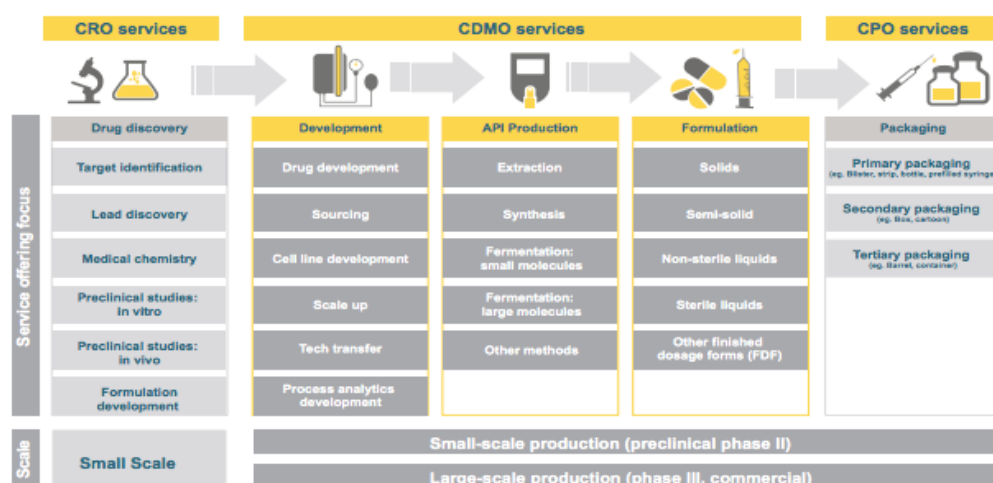 CRO services
CDMO services
CPO services
Service offering focus
Drug discovery
Target identification
Lead discovery
Medical chemistry
Preclinical studies:
in vitro
Preclinical studies:
in vivo
Formulation
development
Development
Drug development
Sourcing
Cell line development
Scale up
Tech transfer
Process analytics
development
API Production
Extraction
Synthesis
Fermentation:
small molecules
Fermentation:
large molecules
Other methods
Formulation
Solids
Semi-solid
Non-sterile liquids
Sterile liquids
Other finished
dosage forms (FDF)
Packaging
Primary packaging
(eg. Blister, strip, bottle, prefilled syringe
Secondary packaging
(eg. Box, cartoon)
Tertiary packaging
(eg. Barrel, container)
Scale
Small Scale
Small-scale production (preclinical phase II)
Large-scale production (phase III, commercial)